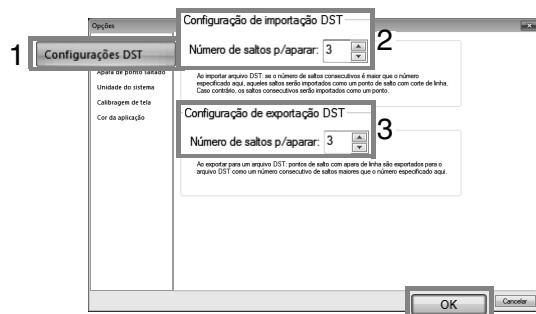 Opções
1
Configurações DST
Apara de ponto saltado
Unidade do sistema
Calibragem de tela
Cor da aplicação
Configuração de importação DST
Número de saltos p/aparar: 3
2
Ao importar arquivo DST: se o número de saltos consecutivos é maior que o número
especificado aqui, aqueles saltos serão importados como um ponto de salto com corte de linha.
Caso contrário, os saltos consecutivos serão importados como um ponto.
Configuração de exportação DST
Número de saltos p/aparar: 3
3
Ao exportar para um arquivo DST: pontos de salto com apara de linha são exportados para o
arquivo DST como um número consecutivo de saltos maiores que o número especificado aqui.
OK
Cancelar